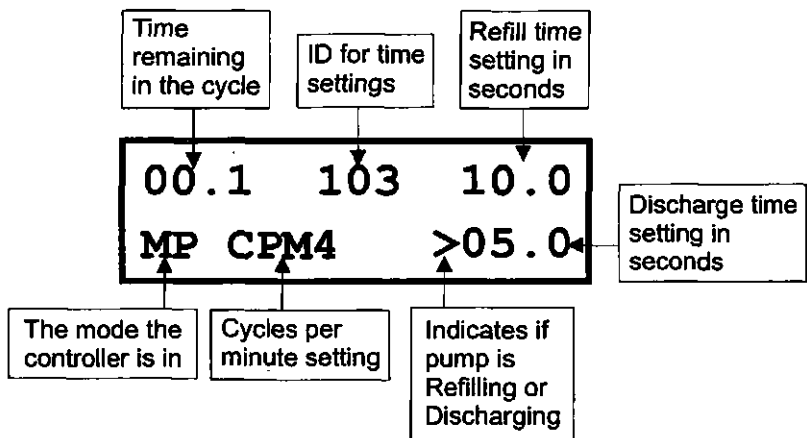 Time
remaining
in the cycle
ID for time
settings
Refill time
setting in
seconds
00.1 103 10.0
MP CPM4 >05.0
Discharge time
setting in
seconds
The mode the
controller is in
Cycles per
minute setting
Indicates if
pump is
Refilling or
Discharging